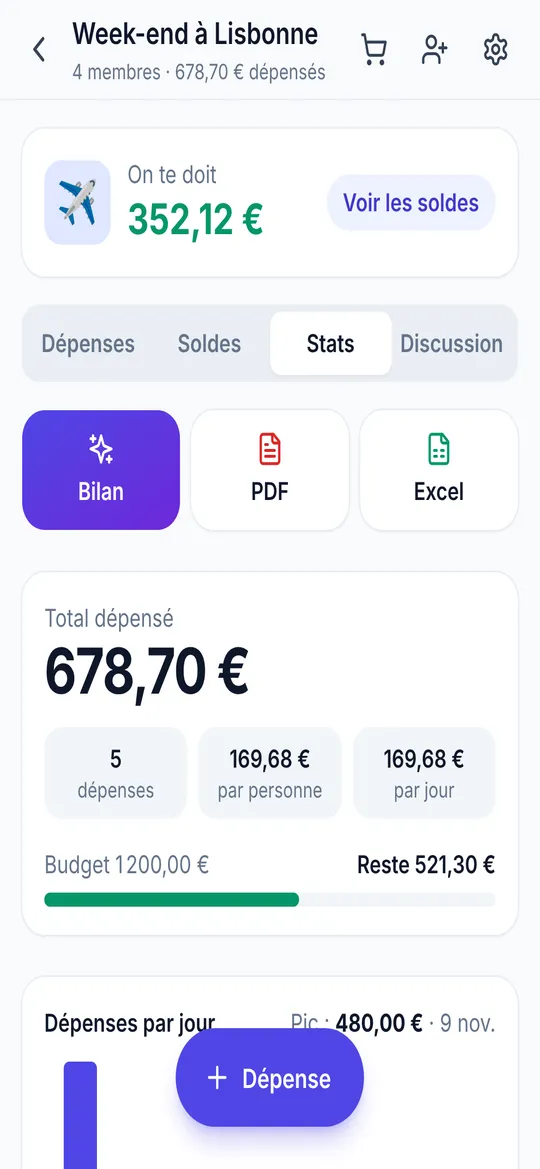 Week-end à Lisbonne
4 membres · 678,70 € dépensés
On te doit
352,12 €
Voir les soldes
Dépenses
Soldes
Stats
Discussion
Bilan
PDF
Excel
Total dépensé
678,70 €
5
dépenses
169,68 €
par personne
169,68 €
par jour
Budget 1 200,00 €
Reste 521,30 €
Dépenses par jour
Pic : 480,00 € · 9 nov.
+ Dépense